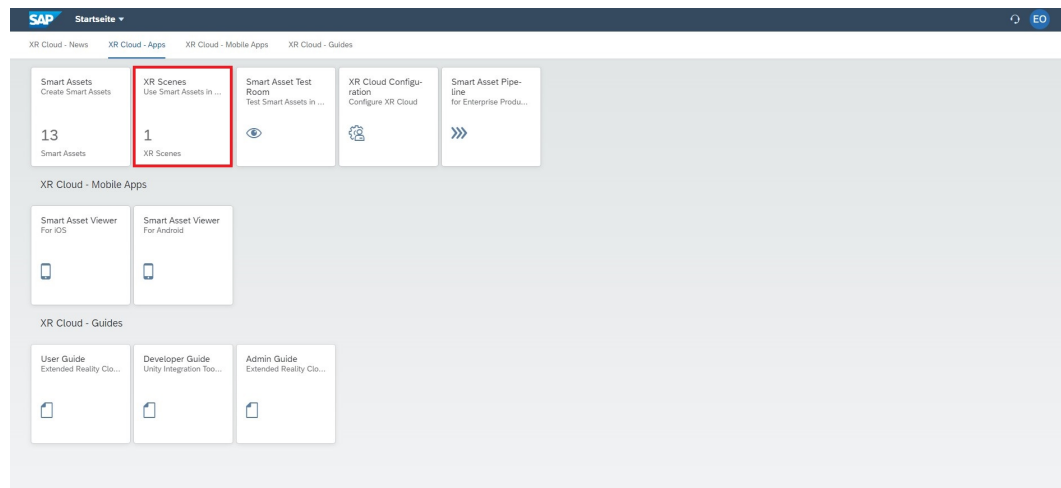 SAP Startseite EO
XR Cloud - News XR Cloud - Apps XR Cloud - Mobile Apps XR Cloud - Guides
Smart Assets
Create Smart Assets
13
Smart Assets
XR Scenes
Use Smart Assets in ...
1
XR Scenes
Smart Asset Test
Room
Test Smart Assets in ...
XR Cloud Configu-
ration
Configure XR Cloud
Smart Asset Pipe-
line
for Enterprise Produ...
XR Cloud - Mobile Apps
Smart Asset Viewer
For iOS
Smart Asset Viewer
For Android
XR Cloud - Guides
User Guide
Extended Reality Clo...
Developer Guide
Unity Integration Too...
Admin Guide
Extended Reality Clo...